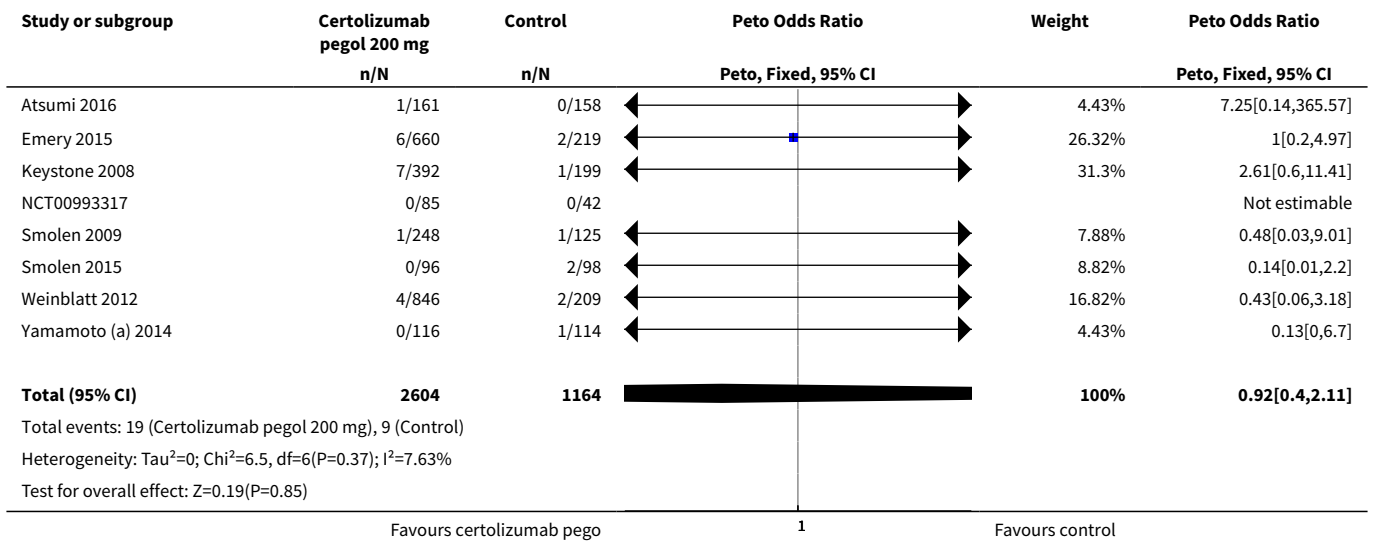 Study or subgroup Certolizumab Control Peto Odds Ratio Weight Peto Odds Ratio
pegol 200 mg
n/N n/N Peto, Fixed, 95% CI Peto, Fixed, 95% CI
Atsumi 2016 1/161 0/158 4.43% 7.25[0.14,365.57]
Emery 2015 6/660 2/219 26.32% 1[0.2,4.97]
Keystone 2008 7/392 1/199 31.3% 2.61[0.6,11.41]
NCT00993317 0/85 0/42 Not estimable
Smolen 2009 1/248 1/125 7.88% 0.48[0.03,9.01]
Smolen 2015 0/96 2/98 8.82% 0.14[0.01,2.2]
Weinblatt 2012 4/846 2/209 16.82% 0.43[0.06,3.18]
Yamamoto (a) 2014 0/116 1/114 4.43% 0.13[0,6.7]
Total (95% CI) 2604 1164 100% 0.92[0.4,2.11]
Total events: 19 (Certolizumab pegol 200 mg), 9 (Control)
Heterogeneity: Tau²=0; Chi²=6.5, df=6(P=0.37); I²=7.63%
Test for overall effect: Z=0.19(P=0.85)
Favours certolizumab pego 1 Favours control